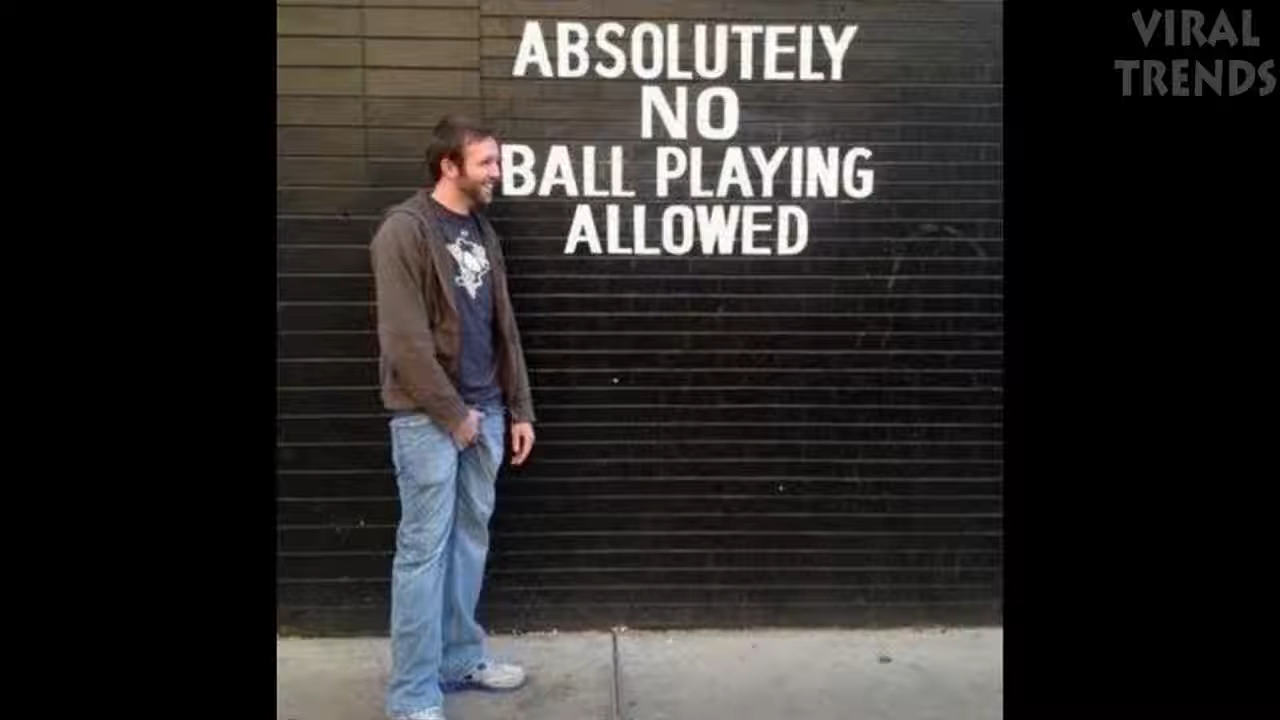 VIRAL
TRENDS
ABSOLUTELY
NO
BALL PLAYING
ALLOWED